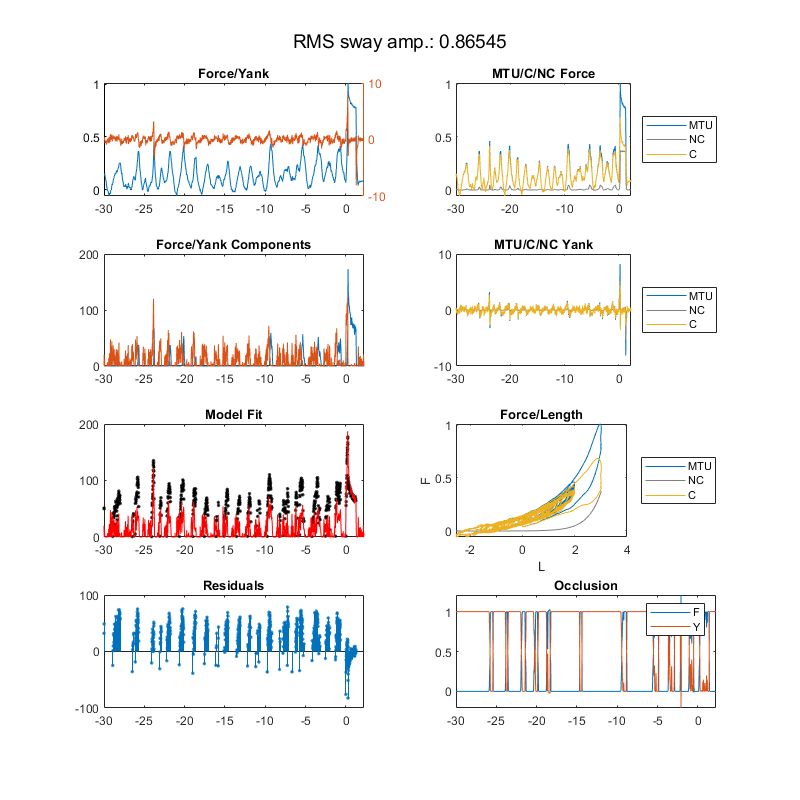 RMS sway amp.: 0.86545
Force/Yank
1
0.5
0
10
0
-10
-30 -25 -20 -15 -10 -5 0
MTU/C/NC Force
1
0.5
0
-30 -20 -10 0
MTU
NC
C
Force/Yank Components
200
100
0
-30 -25 -20 -15 -10 -5 0
MTU/C/NC Yank
10
0
-10
-30 -20 -10 0
MTU
NC
C
Model Fit
200
100
0
-30 -25 -20 -15 -10 -5 0
Force/Length
F
1
0.5
0
-2 0 2 4
L
MTU
NC
C
Residuals
100
0
-100
-30 -25 -20 -15 -10 -5 0
Occlusion
1
0.5
0
-30 -25 -20 -15 -10 -5 0
F
Y